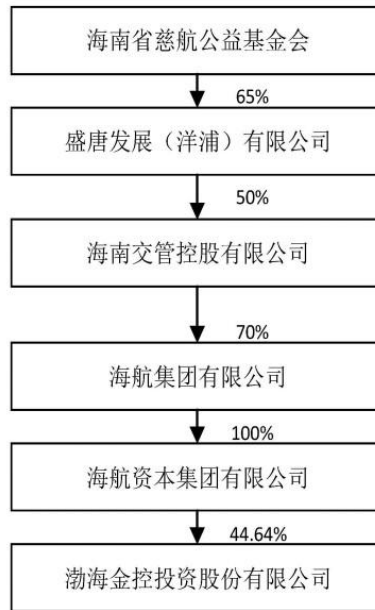 海南省慈航公益基金会
65%
盛唐发展（洋浦）有限公司
50%
海南交管控股有限公司
70%
海航集团有限公司
100%
海航资本集团有限公司
44.64%
渤海金控投资股份有限公司